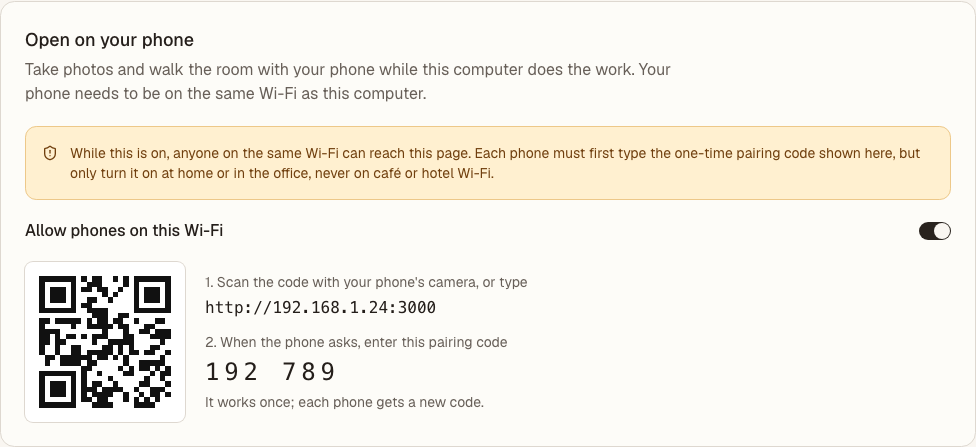 Open on your phone
Take photos and walk the room with your phone while this computer does the work. Your
phone needs to be on the same Wi-Fi as this computer.
While this is on, anyone on the same Wi-Fi can reach this page. Each phone must first type the one-time pairing code shown here, but
only turn it on at home or in the office, never on café or hotel Wi-Fi.
Allow phones on this Wi-Fi
1. Scan the code with your phone's camera, or type
http://192.168.1.24:3000
2. When the phone asks, enter this pairing code
192 789
It works once; each phone gets a new code.